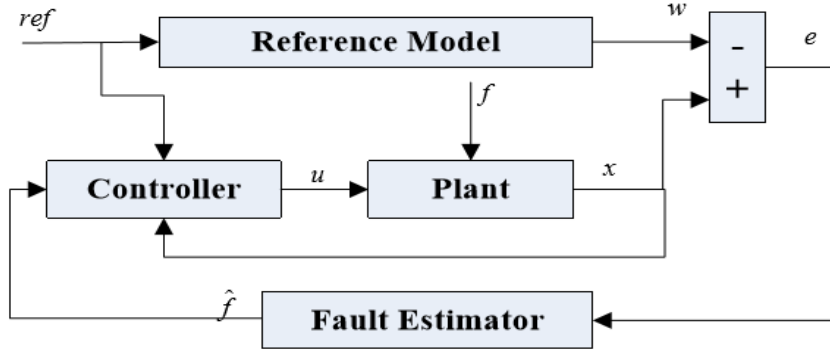 ref
Reference Model
w
-
+
e
f
Controller
u
Plant
x
f̂
Fault Estimator